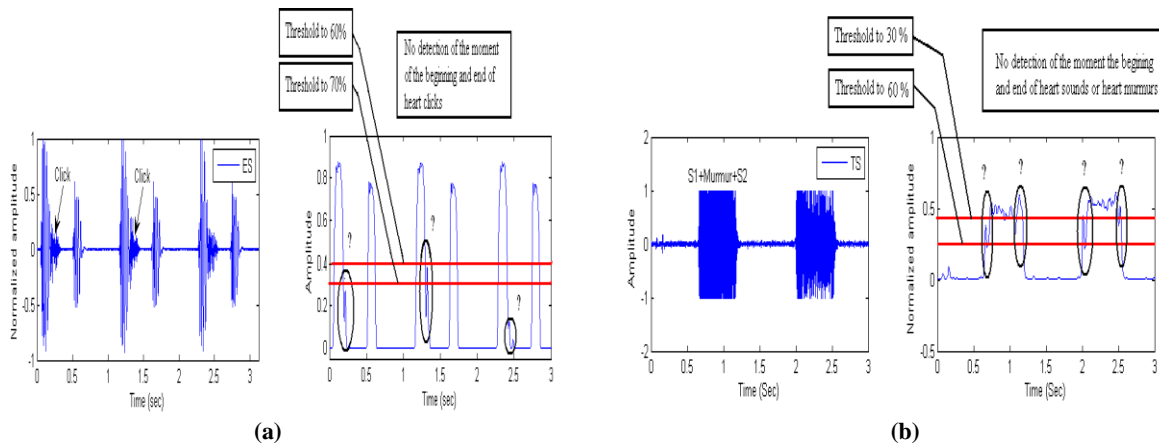 Threshold to 60%
Threshold to 70%
No detection of the moment
of the begining and end of
heart clicks
ES
Click
Click
Normalized amplitude
1
0.5
0
-0.5
-1
0 0.5 1 1.5 2 2.5 3
Time (sec)
?
?
?
Amplitude
1
0.8
0.6
0.4
0.2
0
0 0.5 1 1.5 2 2.5 3
Time (sec)
(a)
Threshold to 30 %
Threshold to 60 %
No detection of the moment the begining
and end of heart sounds or heart murmurs
TS
S1+Murmur+S2
Amplitude
2
1
0
-1
-2
0 0.5 1 1.5 2 2.5 3
Time (Sec)
? ? ? ?
Normalized amplitude
1
0.5
0
-0.5
0 0.5 1 1.5 2 2.5 3
Time (Sec)
(b)